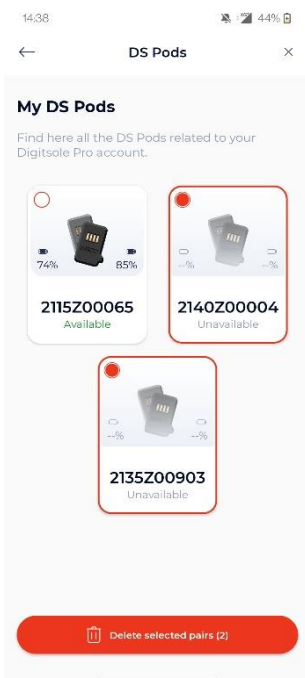 14:38
44%
DS Pods
My DS Pods
Find here all the DS Pods related to your
Digitsole Pro account.
74% 85%
2115Z00065
Available
--% --%
2140Z00004
Unavailable
--% --%
2135Z00903
Unavailable
Delete selected pairs (2)